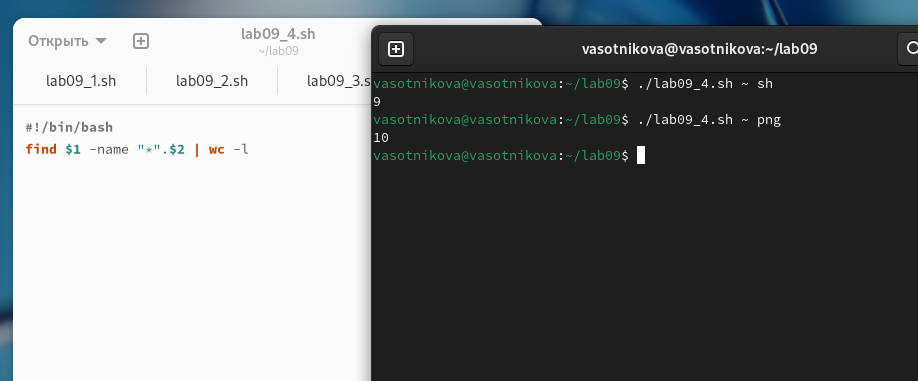 Открыть
lab09_4.sh
~/lab09
lab09_1.sh
lab09_2.sh
lab09_3.s
#!/bin/bash
find $1 -name "*".$2 | wc -l
vasotnikova@vasotnikova:~/lab09
vasotnikova@vasotnikova:~/lab09$ ./lab09_4.sh ~ sh
9
vasotnikova@vasotnikova:~/lab09$ ./lab09_4.sh ~ png
10
vasotnikova@vasotnikova:~/lab09$